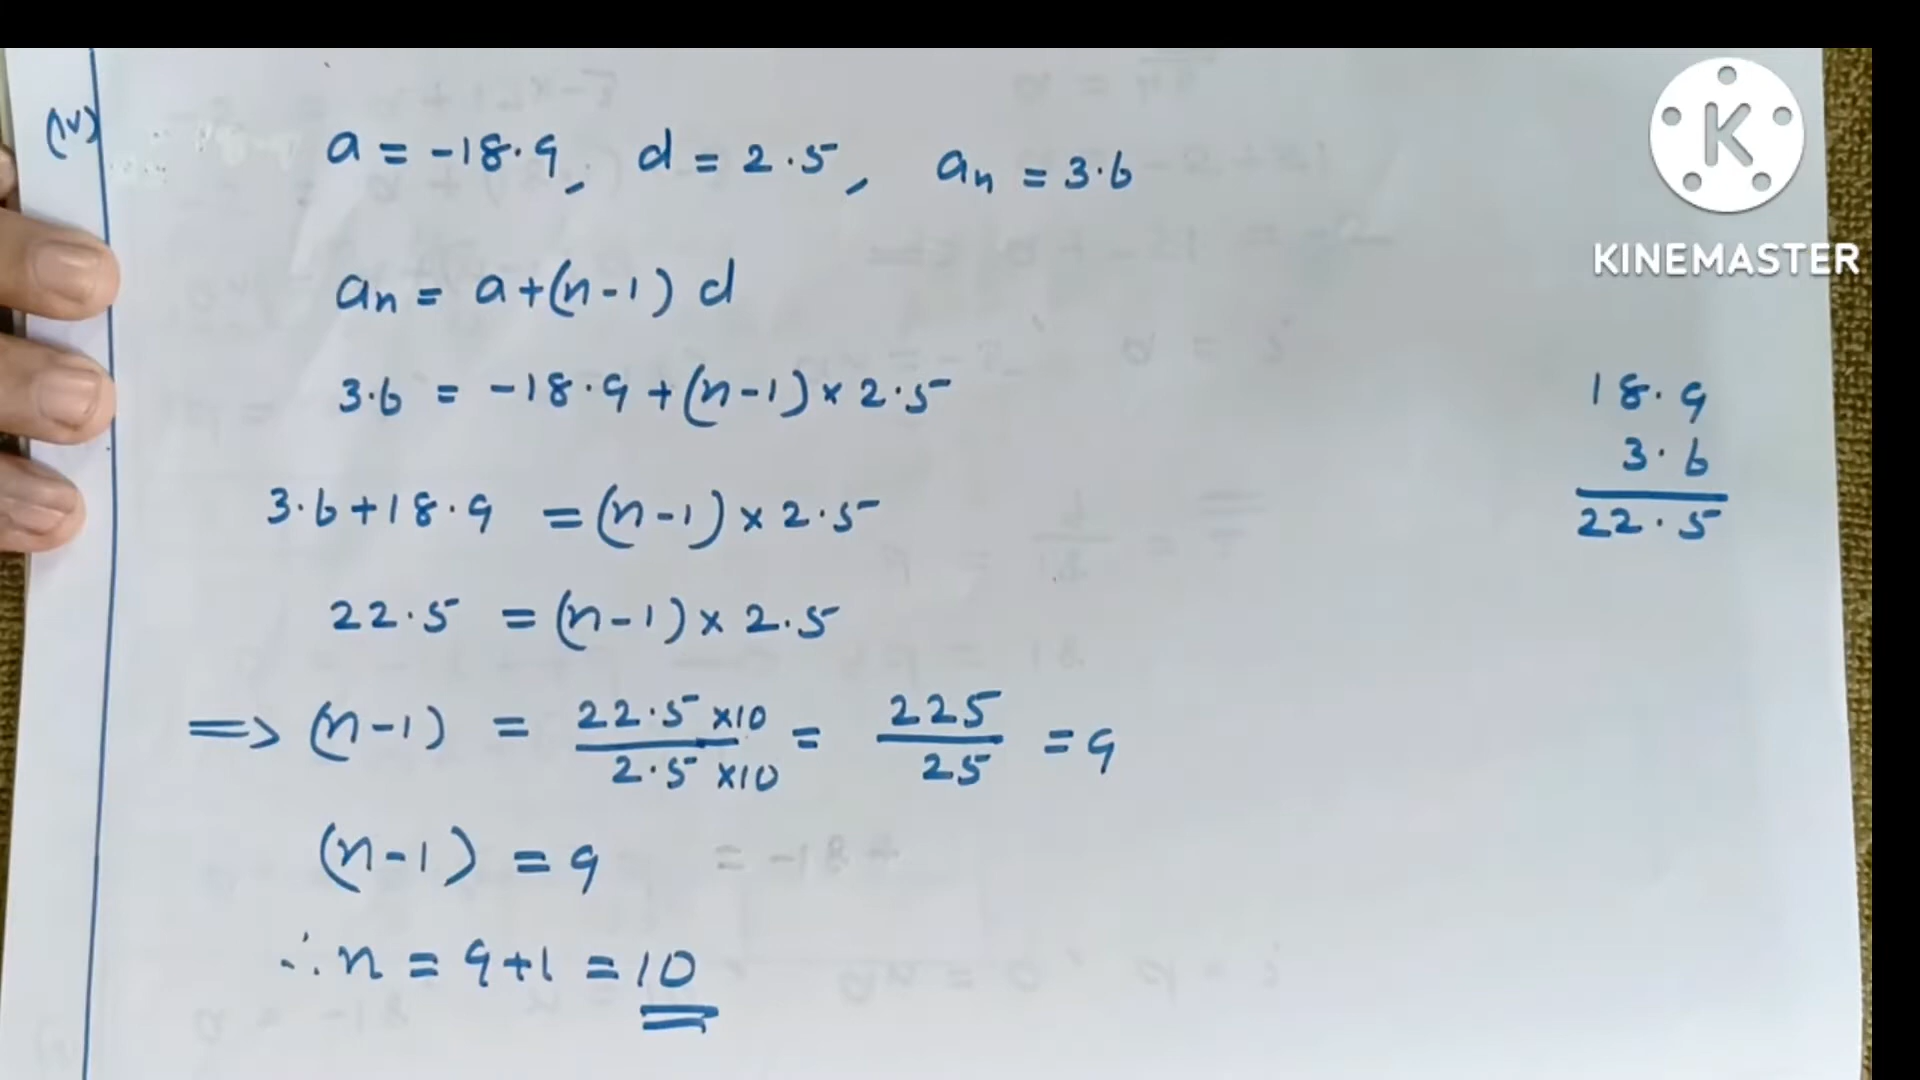 (iv) a = -18.9, d = 2.5, an = 3.6
an = a+(n-1) d
3.6 = -18.9 +(n-1)× 2.5
3.6+18.9 =(n-1)× 2.5
22.5 =(n-1)× 2.5
=> (n-1) = 22.5 ×10 / 2.5 ×10 = 225 / 25 = 9
(n-1) = 9
∴ n = 9+1 = 10
18.9
3.6
22.5
K
KINEMASTER